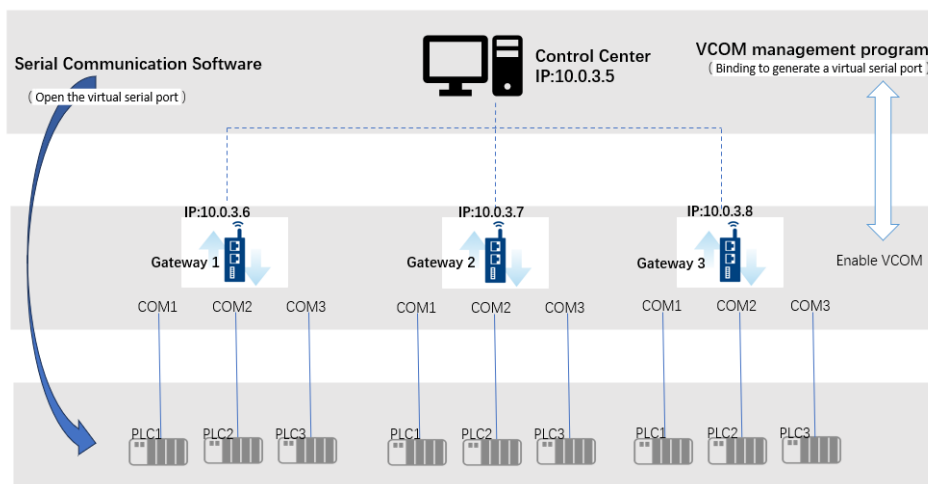 Serial Communication Software
( Open the virtual serial port )
Control Center
IP:10.0.3.5
VCOM management program
( Binding to generate a virtual serial port )
IP:10.0.3.6
IP:10.0.3.7
IP:10.0.3.8
Gateway 1
Gateway 2
Gateway 3
Enable VCOM
COM1 COM2 COM3
COM1 COM2 COM3
COM1 COM2 COM3
PLC1 PLC2 PLC3
PLC1 PLC2 PLC3
PLC1 PLC2 PLC3